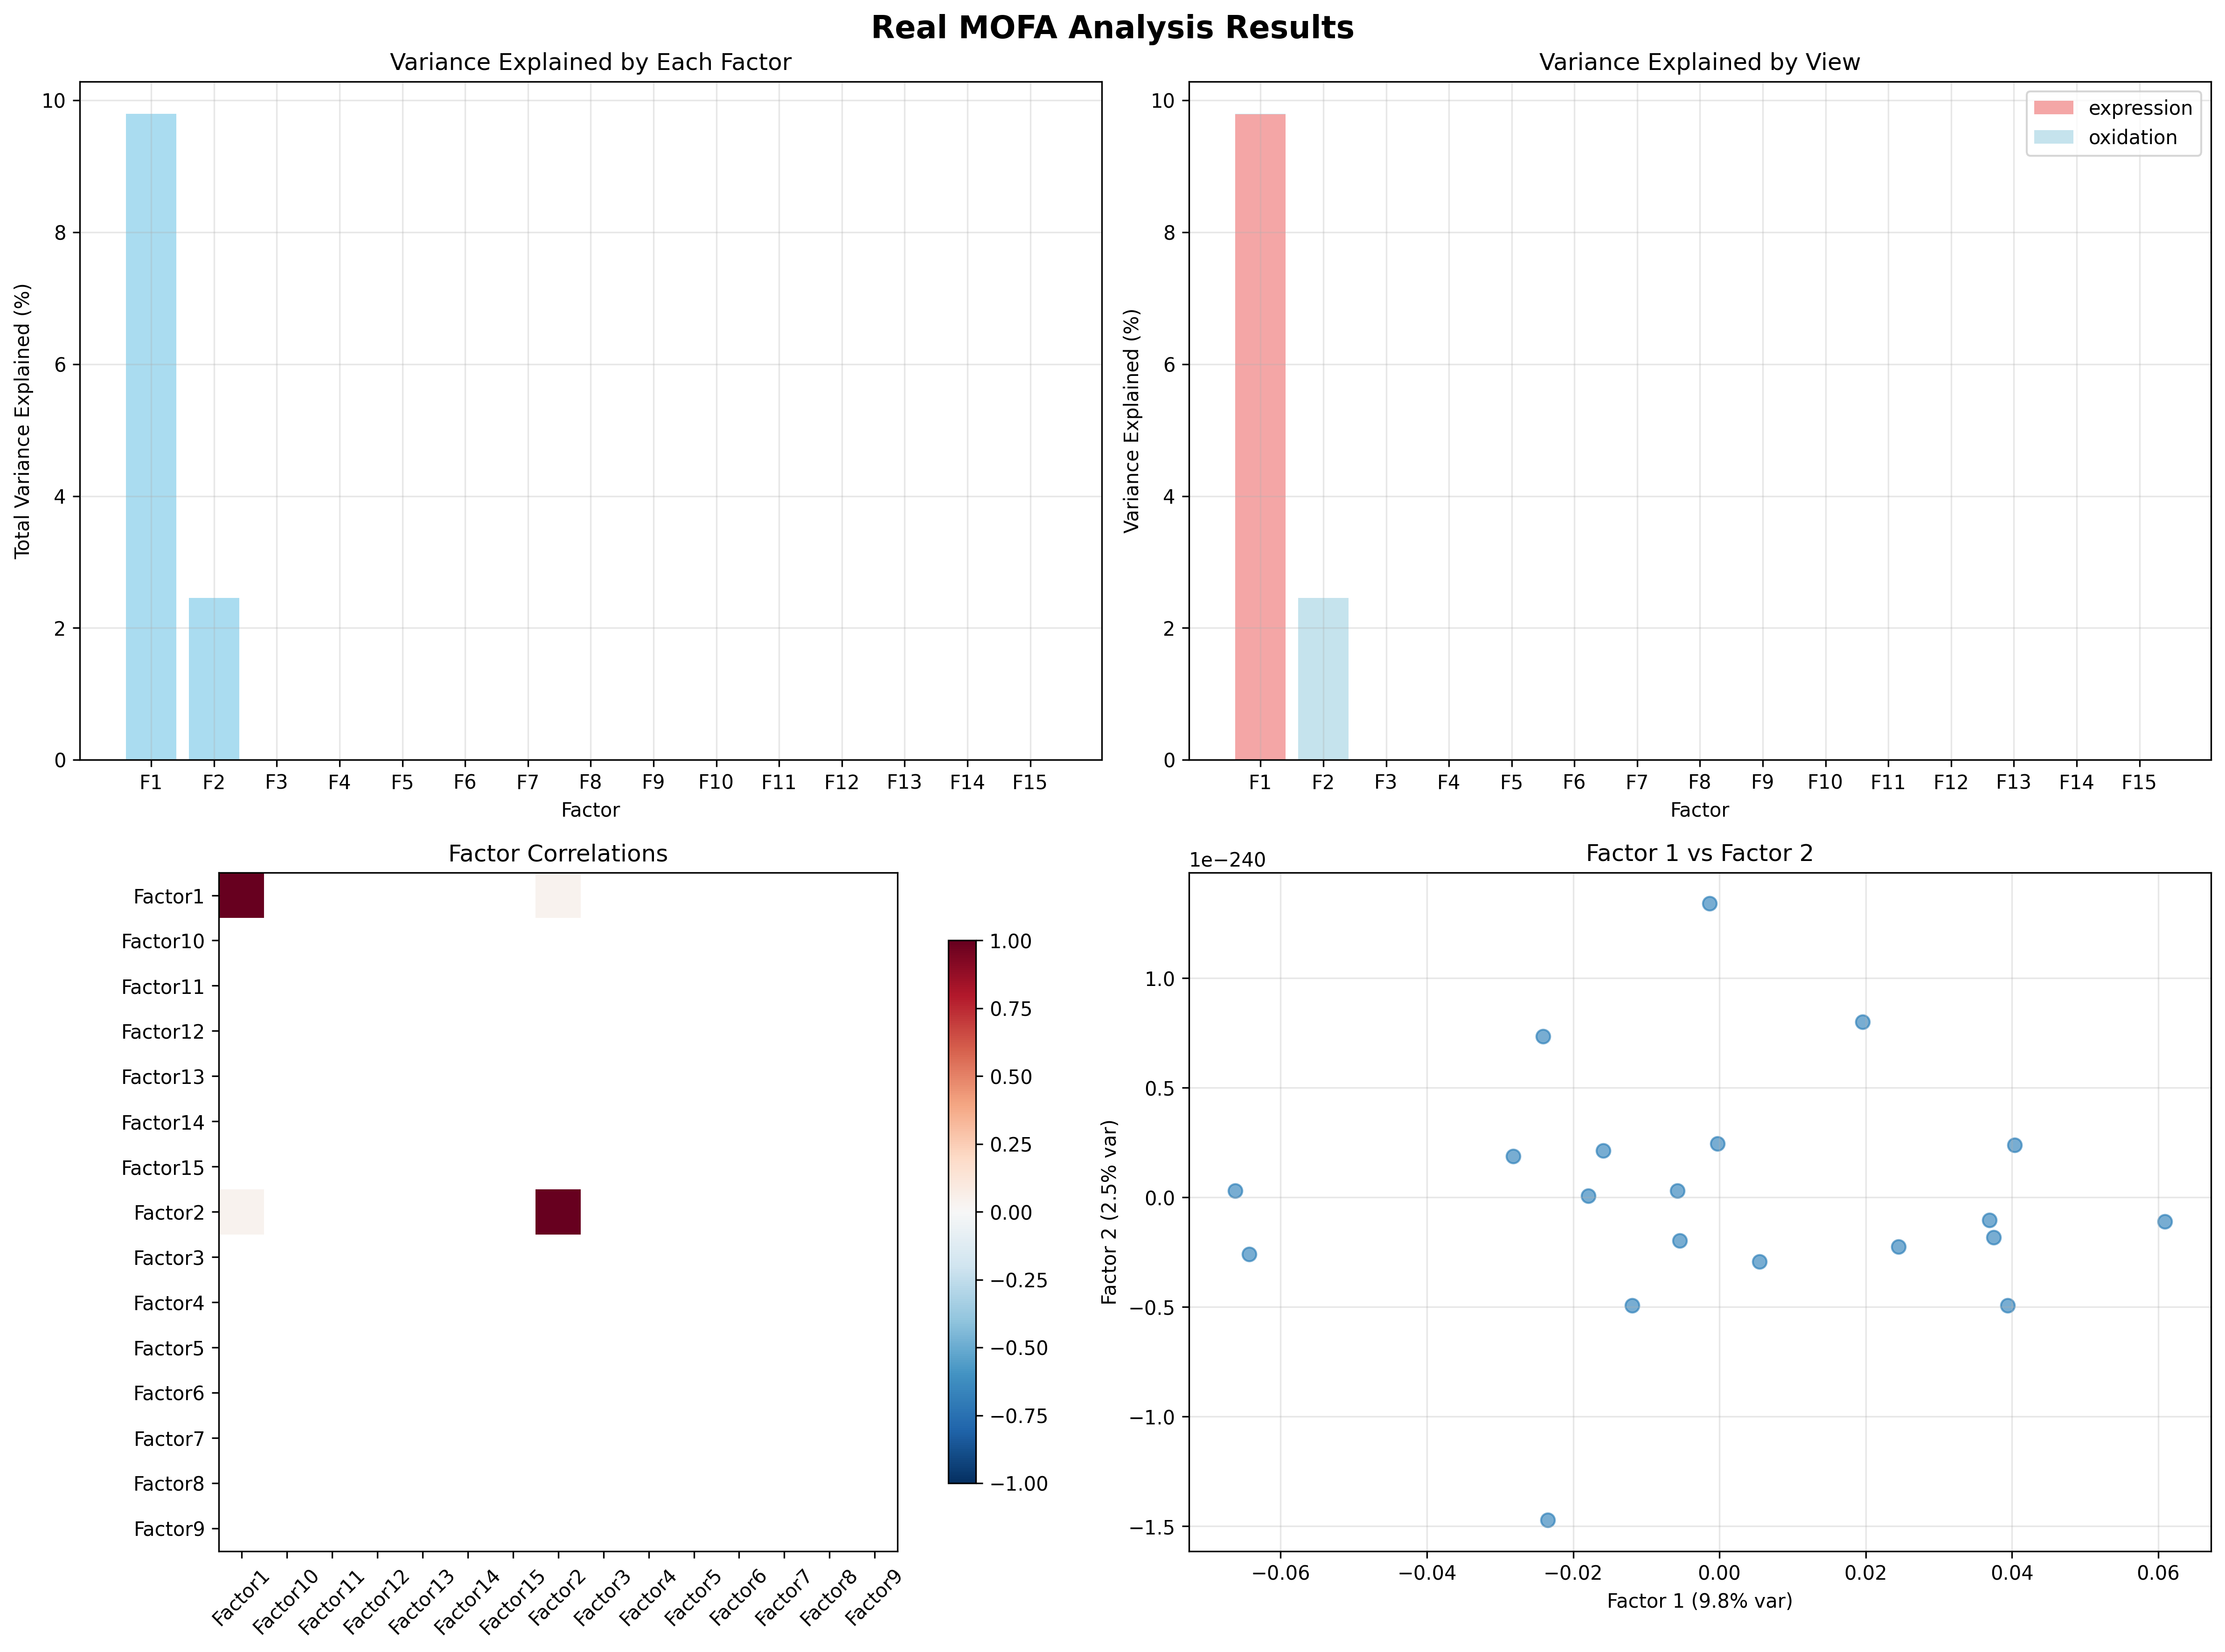 Real MOFA Analysis Results
Variance Explained by Each Factor
Total Variance Explained (%)
10
8
6
4
2
0
F1 F2 F3 F4 F5 F6 F7 F8 F9 F10 F11 F12 F13 F14 F15
Factor
Variance Explained by View
Variance Explained (%)
10
8
6
4
2
0
expression
oxidation
F1 F2 F3 F4 F5 F6 F7 F8 F9 F10 F11 F12 F13 F14 F15
Factor
Factor Correlations
Factor1
Factor10
Factor11
Factor12
Factor13
Factor14
Factor15
Factor2
Factor3
Factor4
Factor5
Factor6
Factor7
Factor8
Factor9
Factor1 Factor10 Factor11 Factor12 Factor13 Factor14 Factor15 Factor2 Factor3 Factor4 Factor5 Factor6 Factor7 Factor8 Factor9
1.00
0.75
0.50
0.25
0.00
−0.25
−0.50
−0.75
−1.00
1e−240
Factor 1 vs Factor 2
Factor 2 (2.5% var)
1.0
0.5
0.0
−0.5
−1.0
−1.5
−0.06 −0.04 −0.02 0.00 0.02 0.04 0.06
Factor 1 (9.8% var)